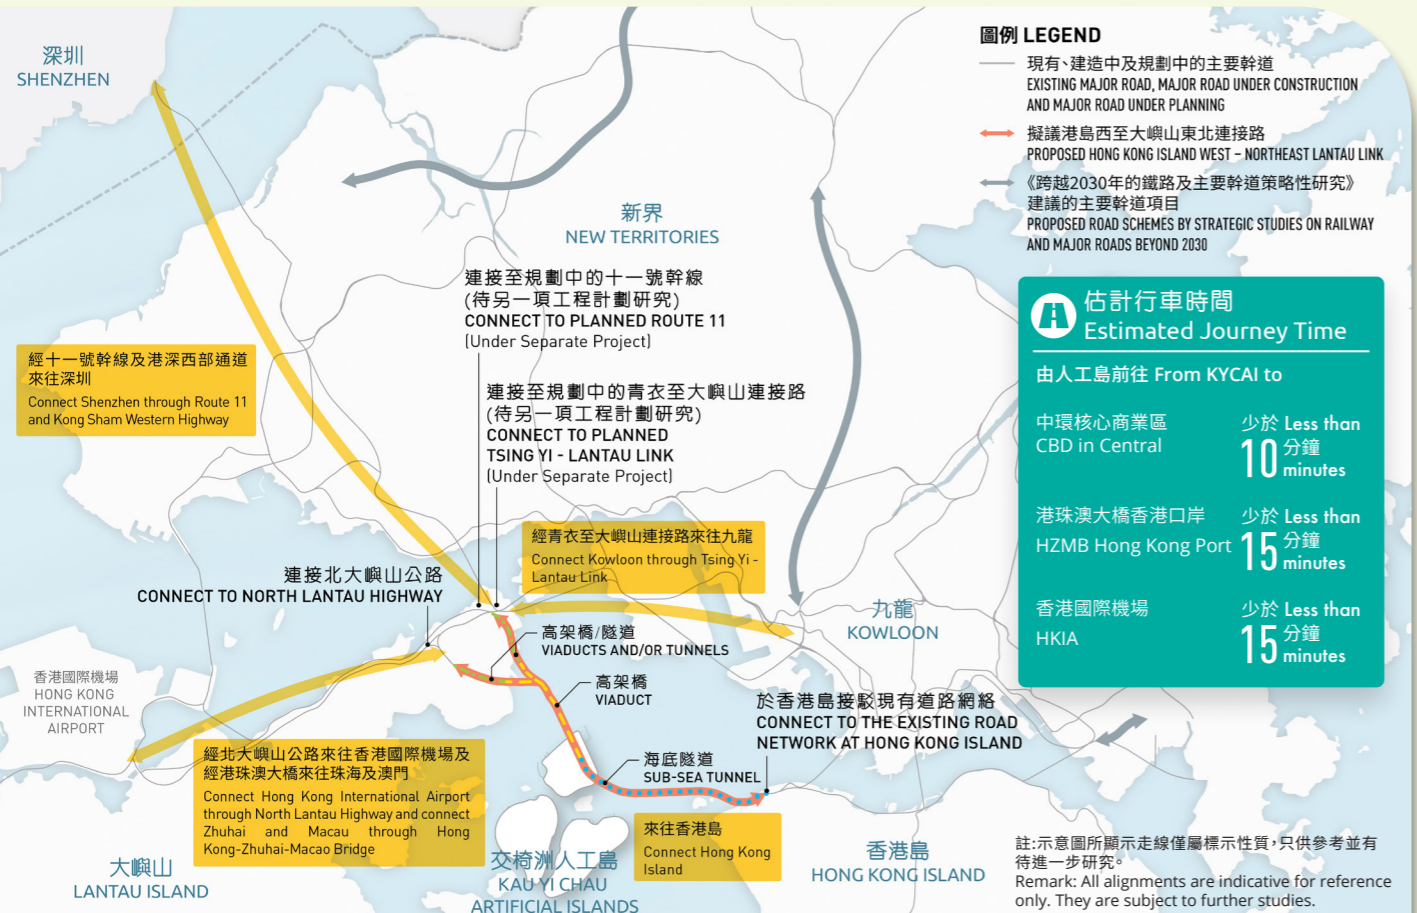 深圳
SHENZHEN
圖例 LEGEND
現有、建造中及規劃中的主要幹道
EXISTING MAJOR ROAD, MAJOR ROAD UNDER CONSTRUCTION
AND MAJOR ROAD UNDER PLANNING
擬議港島西至大嶼山東北連接路
PROPOSED HONG KONG ISLAND WEST – NORTHEAST LANTAU LINK
《跨越2030年的鐵路及主要幹道策略性研究》
建議的主要幹道項目
PROPOSED ROAD SCHEMES BY STRATEGIC STUDIES ON RAILWAY
AND MAJOR ROADS BEYOND 2030
新界
NEW TERRITORIES
連接至規劃中的十一號幹線
(待另一項工程計劃研究)
CONNECT TO PLANNED ROUTE 11
(Under Separate Project)
經十一號幹線及港深西部通道
來往深圳
Connect Shenzhen through Route 11
and Kong Sham Western Highway
連接至規劃中的青衣至大嶼山連接路
(待另一項工程計劃研究)
CONNECT TO PLANNED
TSING YI - LANTAU LINK
(Under Separate Project)
估計行車時間
Estimated Journey Time
由人工島前往 From KYCAI to
中環核心商業區
CBD in Central
少於 Less than
10 分鐘
minutes
港珠澳大橋香港口岸
HZMB Hong Kong Port
少於 Less than
15 分鐘
minutes
香港國際機場
HKIA
少於 Less than
15 分鐘
minutes
經青衣至大嶼山連接路來往九龍
Connect Kowloon through Tsing Yi -
Lantau Link
連接北大嶼山公路
CONNECT TO NORTH LANTAU HIGHWAY
九龍
KOWLOON
高架橋/隧道
VIADUCTS AND/OR TUNNELS
高架橋
VIADUCT
香港國際機場
HONG KONG
INTERNATIONAL
AIRPORT
於香港島接駁現有道路網絡
CONNECT TO THE EXISTING ROAD
NETWORK AT HONG KONG ISLAND
海底隧道
SUB-SEA TUNNEL
經北大嶼山公路來往香港國際機場及
經港珠澳大橋來往珠海及澳門
Connect Hong Kong International Airport
through North Lantau Highway and connect
Zhuhai and Macau through Hong
Kong-Zhuhai-Macao Bridge
來往香港島
Connect Hong Kong
Island
大嶼山
LANTAU ISLAND
交椅洲人工島
KAU YI CHAU
ARTIFICIAL ISLANDS
香港島
HONG KONG ISLAND
註:示意圖所顯示走線僅屬標示性質,只供參考並有
待進一步研究。
Remark: All alignments are indicative for reference
only. They are subject to further studies.